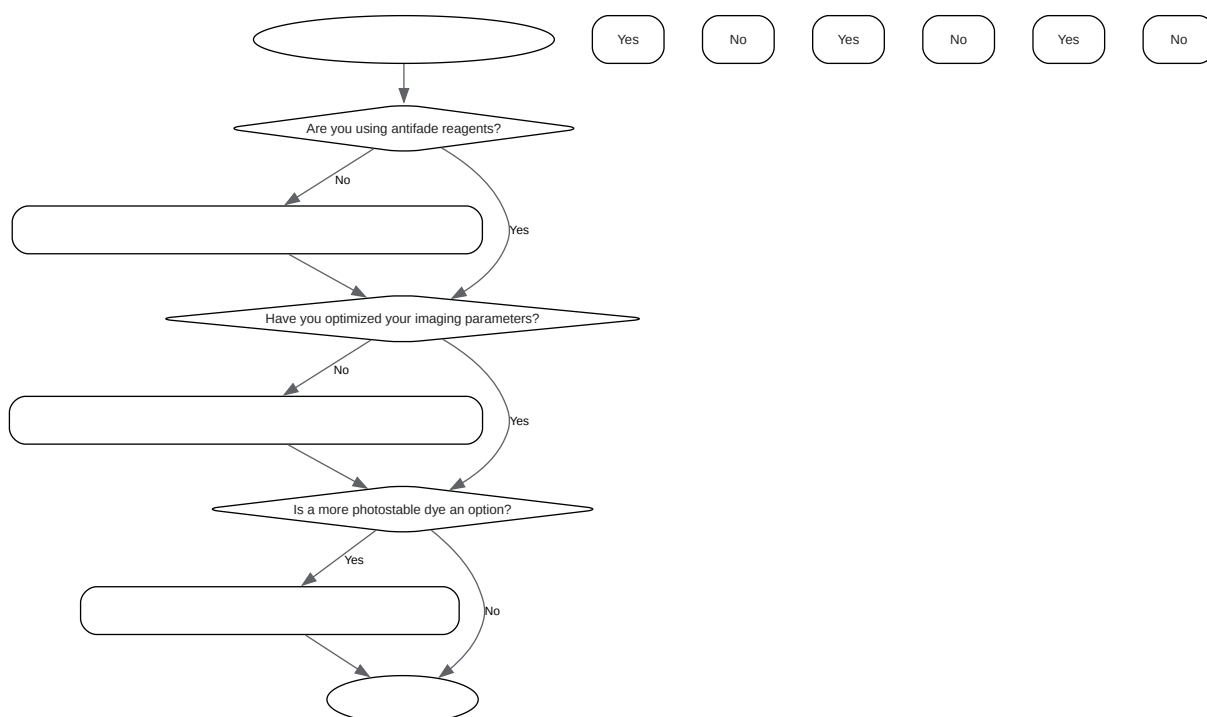 Yes
No
Yes
No
Yes
No
Are you using antifade reagents?
No
Yes
Have you optimized your imaging parameters?
No
Yes
Is a more photostable dye an option?
Yes
No